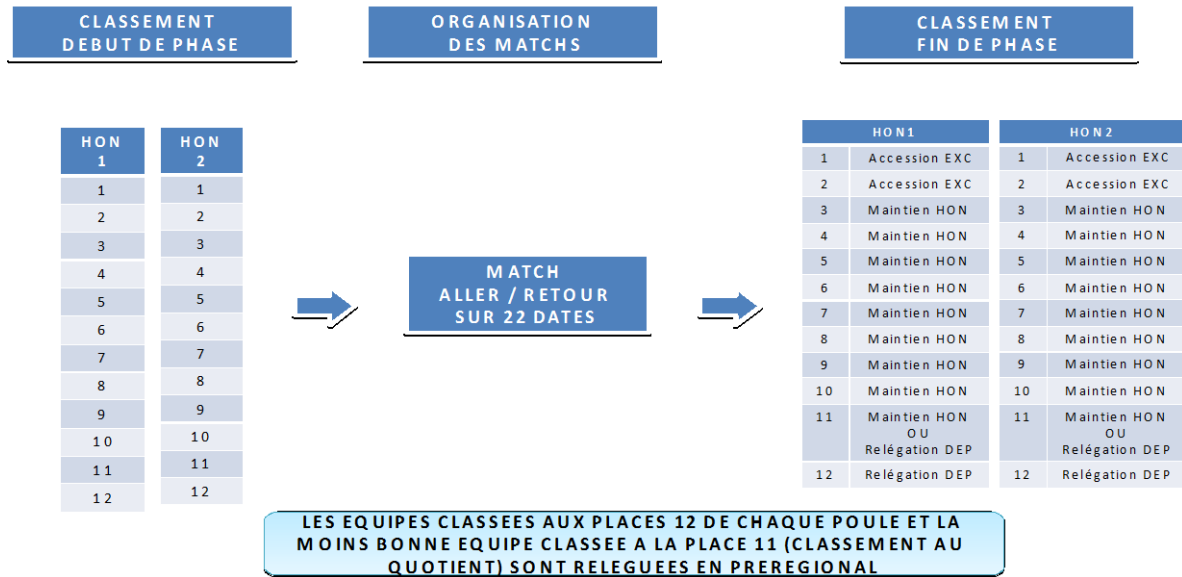 CLASSEMENT
DEBUT DE PHASE
ORGANISATION
DES MATCHS
CLASSEMENT
FIN DE PHASE
HON
1
1
2
3
4
5
6
7
8
9
10
11
12
HON
2
1
2
3
4
5
6
7
8
9
10
11
12
MATCH
ALLER / RETOUR
SUR 22 DATES
HON1
1 Accession EXC
2 Accession EXC
3 Maintien HON
4 Maintien HON
5 Maintien HON
6 Maintien HON
7 Maintien HON
8 Maintien HON
9 Maintien HON
10 Maintien HON
11 Maintien HON
OU
Relégation DEP
12 Relégation DEP
HON2
1 Accession EXC
2 Accession EXC
3 Maintien HON
4 Maintien HON
5 Maintien HON
6 Maintien HON
7 Maintien HON
8 Maintien HON
9 Maintien HON
10 Maintien HON
11 Maintien HON
OU
Relégation DEP
12 Relégation DEP
LES EQUIPES CLASSEES AUX PLACES 12 DE CHAQUE POULE ET LA
MOINS BONNE EQUIPE CLASSEE A LA PLACE 11 (CLASSEMENT AU
QUOTIENT) SONT RELEGUEES EN PREREGIONAL